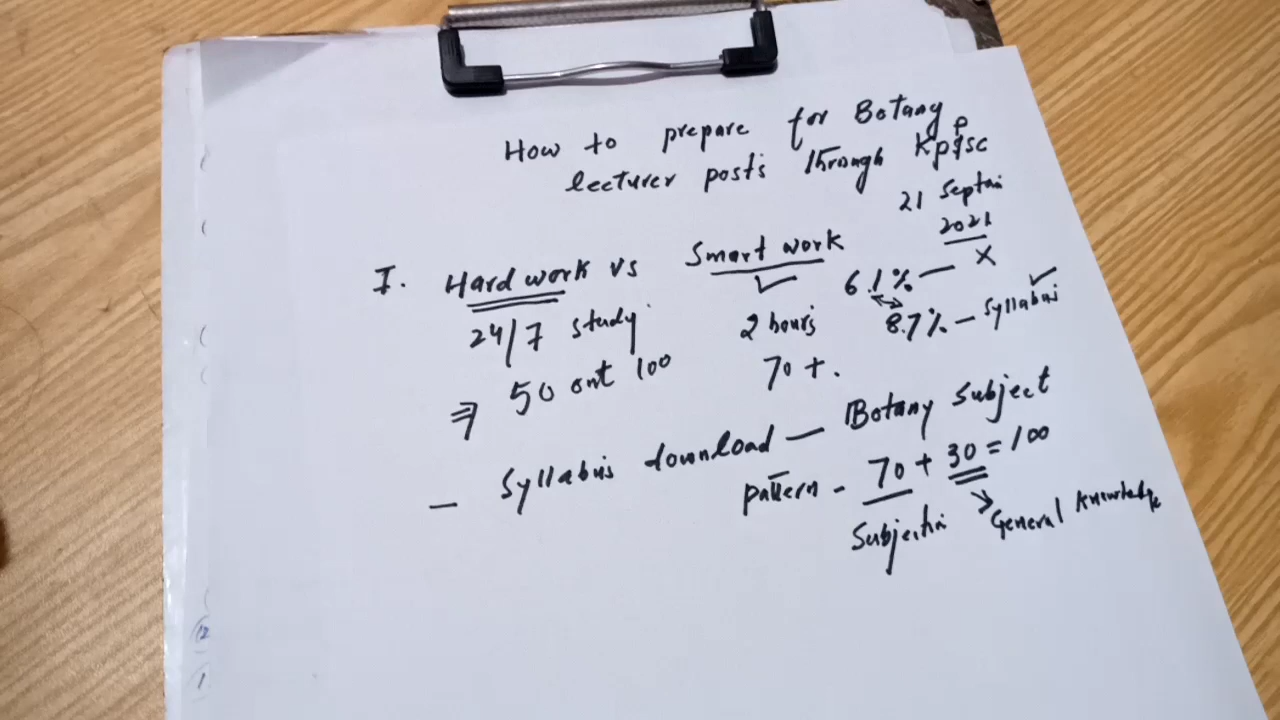 How to prepare for Botany
lecturer posts through Kppsc
21
2021
I. Hard work vs Smart work
6.1% — X
24/7 study 2 hours 8.7% — Syllabus ✓
⇒ 50 out 100 70 +.
— Syllabus download — Botany subject
pattern - 70 + 30 = 100
General knowledge